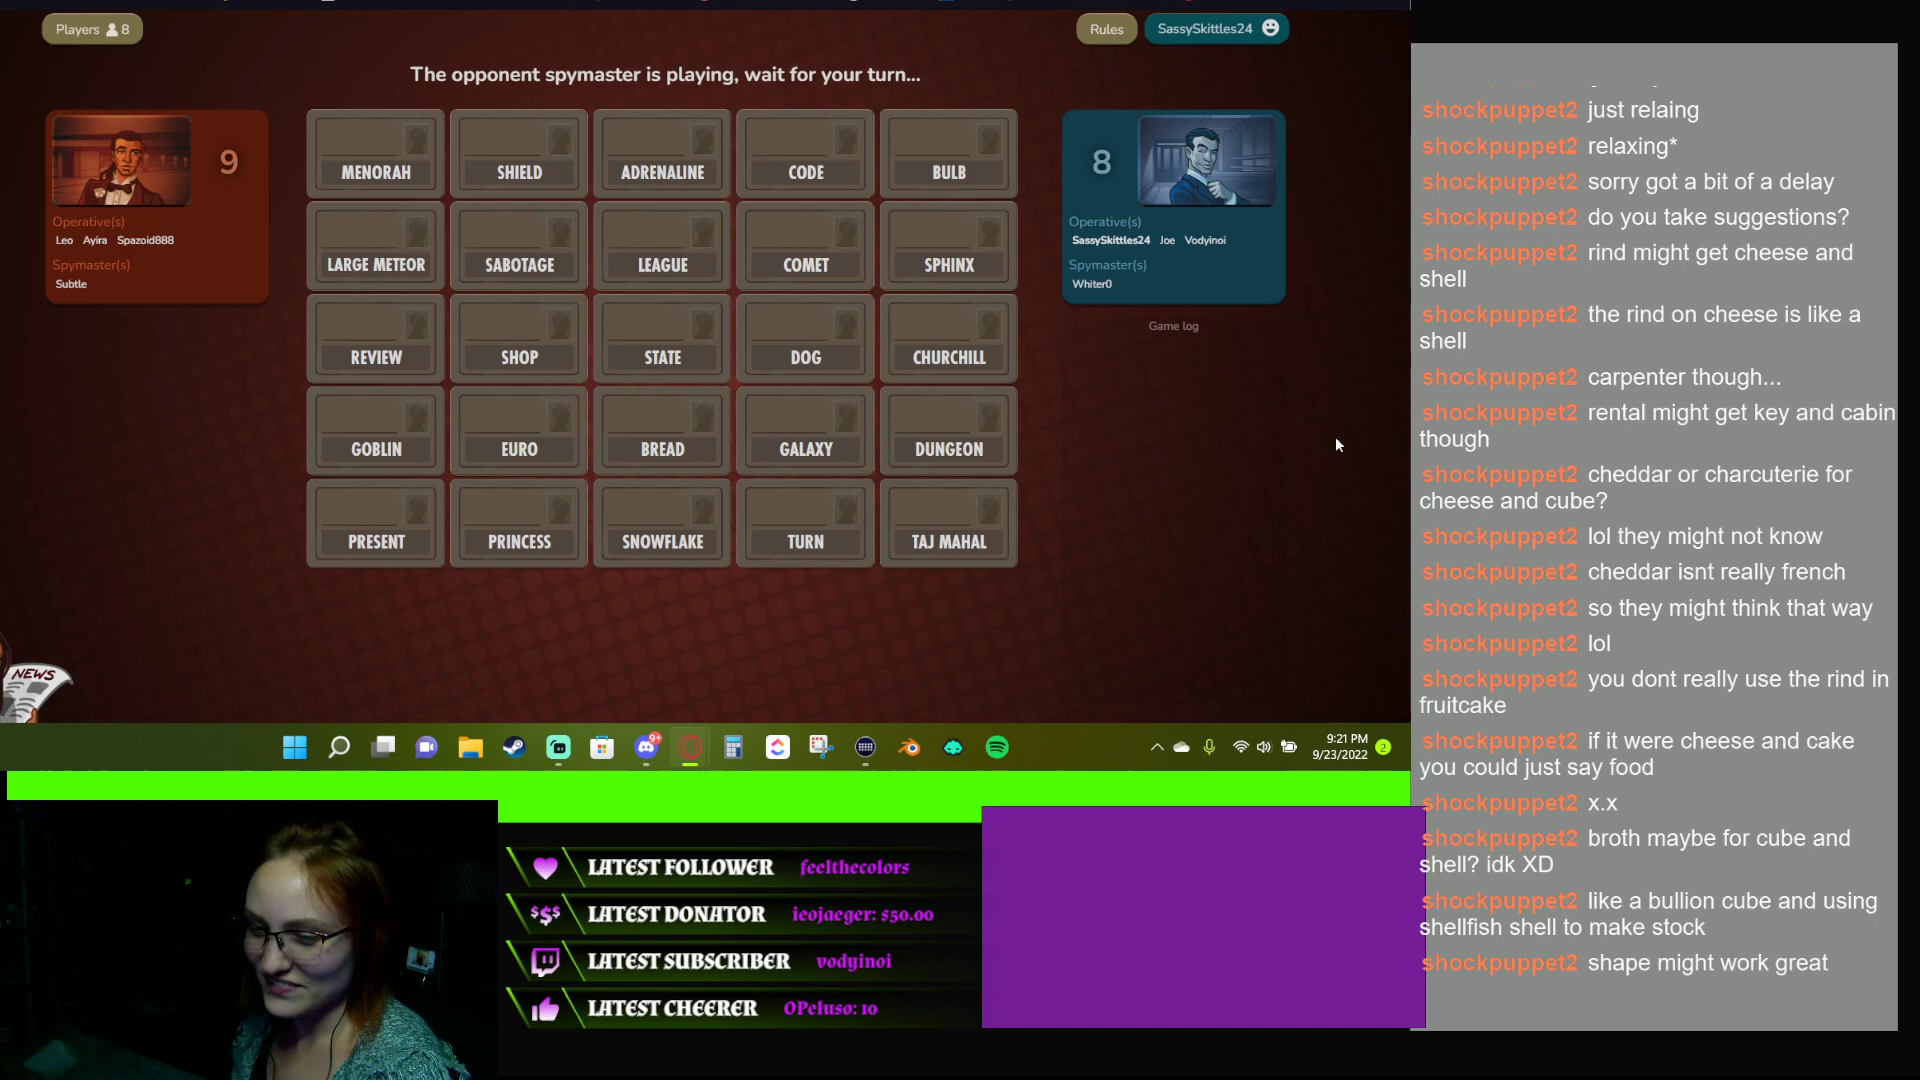 Players 8
Rules
SassySkittles24
The opponent spymaster is playing, wait for your turn...
9
Operative(s)
Leo Ayira Spazoid888
Spymaster(s)
Subtle
MENORAH SHIELD ADRENALINE CODE BULB
LARGE METEOR SABOTAGE LEAGUE COMET SPHINX
REVIEW SHOP STATE DOG CHURCHILL
GOBLIN EURO BREAD GALAXY DUNGEON
PRESENT PRINCESS SNOWFLAKE TURN TAJ MAHAL
8
Operative(s)
SassySkittles24 Joe Vodyinoi
Spymaster(s)
Whiter0
Game log
NEWS
9+
9:21 PM
9/23/2022
2
LATEST FOLLOWER feelthecolors
LATEST DONATOR icojaeger: $50.00
LATEST SUBSCRIBER vodyinoi
LATEST CHEERER OPeluso: 10
shockpuppet2 just relaing
shockpuppet2 relaxing*
shockpuppet2 sorry got a bit of a delay
shockpuppet2 do you take suggestions?
shockpuppet2 rind might get cheese and
shell
shockpuppet2 the rind on cheese is like a
shell
shockpuppet2 carpenter though...
shockpuppet2 rental might get key and cabin
though
shockpuppet2 cheddar or charcuterie for
cheese and cube?
shockpuppet2 lol they might not know
shockpuppet2 cheddar isnt really french
shockpuppet2 so they might think that way
shockpuppet2 lol
shockpuppet2 you dont really use the rind in
fruitcake
shockpuppet2 if it were cheese and cake
you could just say food
shockpuppet2 x.x
shockpuppet2 broth maybe for cube and
shell? idk XD
shockpuppet2 like a bullion cube and using
shellfish shell to make stock
shockpuppet2 shape might work great